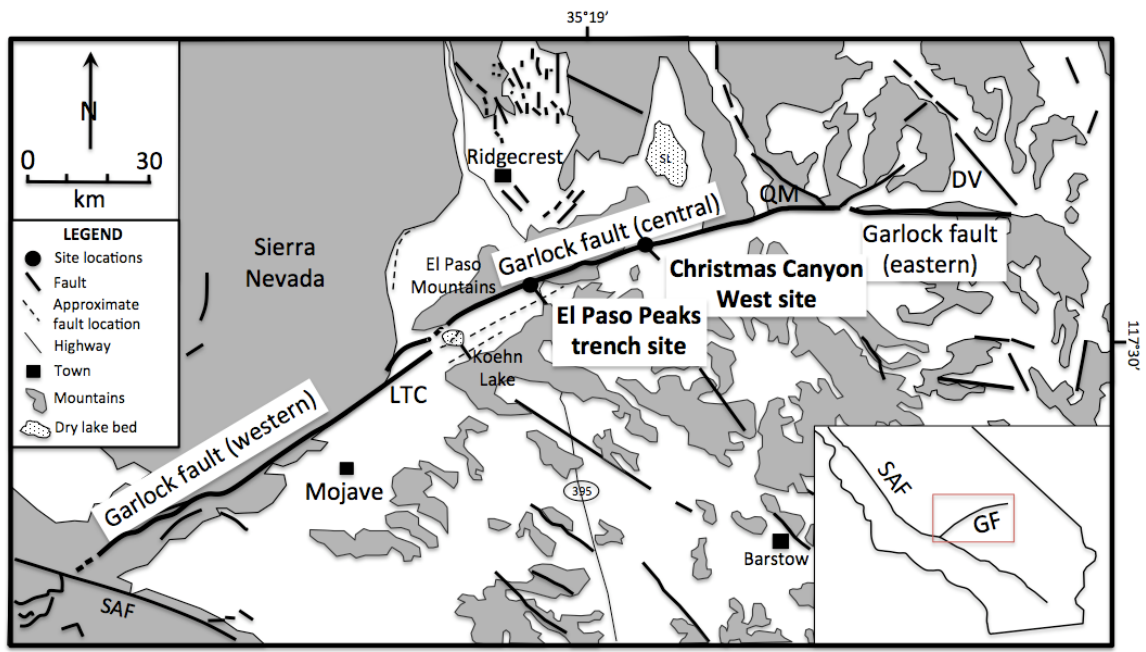 35°19’
N
0 30
km
LEGEND
Site locations
Fault
Approximate
fault location
Highway
Town
Mountains
Dry lake bed
Sierra
Nevada
Ridgecrest
SL
QM
DV
El Paso
Mountains
Garlock fault (central)
Garlock fault
(eastern)
Christmas Canyon
West site
El Paso Peaks
trench site
Koehn
Lake
LTC
Garlock fault (western)
Mojave
395
Barstow
SAF
SAF
GF
117°30’